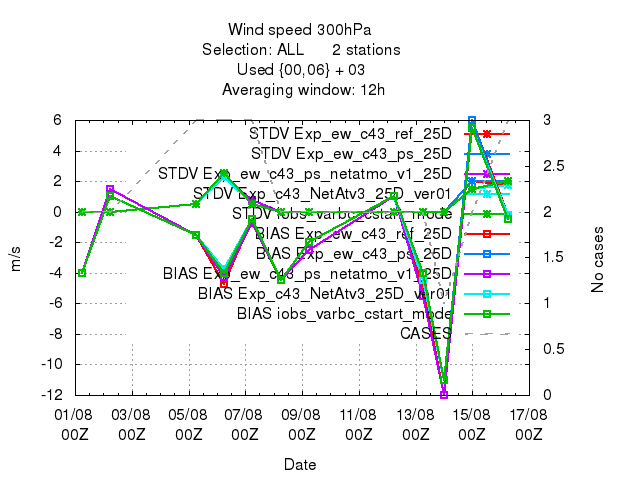 Wind speed 300hPa
Selection: ALL 2 stations
Used {00,06} + 03
Averaging window: 12h
6
4
2
0
-2
-4
-6
-8
-10
-12
m/s
3
2.5
2
1.5
1
0.5
0
No cases
STDV Exp_ew_c43_ref_25D
STDV Exp_ew_c43_ps_25D
STDV Exp_ew_c43_ps_netatmo_v1_25D
STDV Exp_c43_NetAtv3_25D_ver01
STDV iobs_varbc_cstart_mode
BIAS Exp_ew_c43_ref_25D
BIAS Exp_ew_c43_ps_25D
BIAS Exp_ew_c43_ps_netatmo_v1_25D
BIAS Exp_c43_NetAtv3_25D_ver01
BIAS iobs_varbc_cstart_mode
CASES
01/08 03/08 05/08 07/08 09/08 11/08 13/08 15/08 17/08
00Z 00Z 00Z 00Z 00Z 00Z 00Z 00Z 00Z
Date